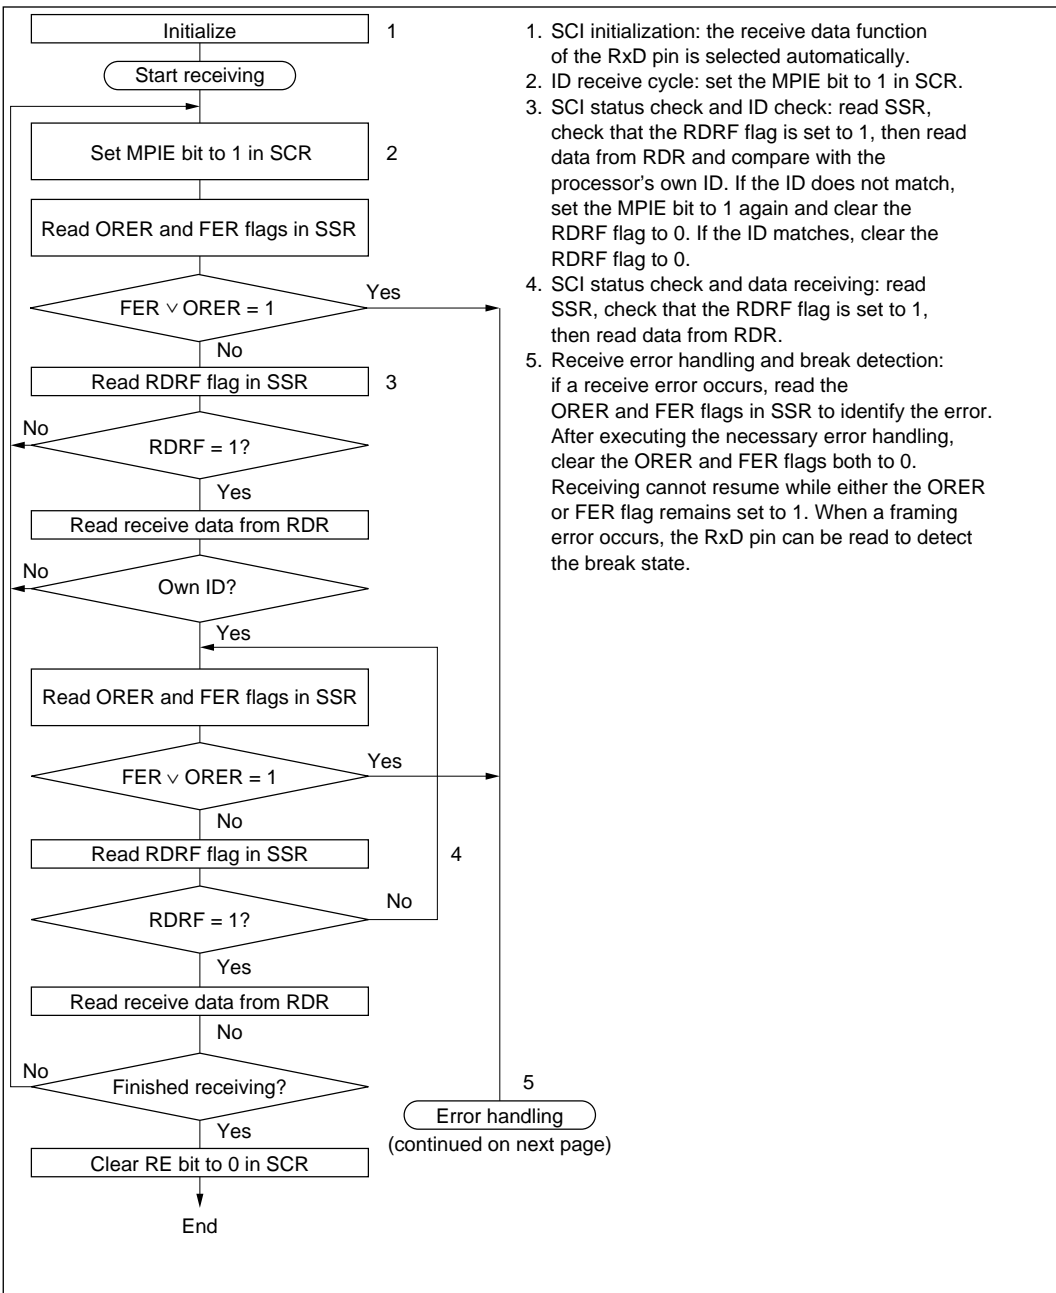 Initialize
1
Start receiving
Set MPIE bit to 1 in SCR
2
Read ORER and FER flags in SSR
FER ∨ ORER = 1
Yes
No
Read RDRF flag in SSR
3
No
RDRF = 1?
Yes
Read receive data from RDR
No
Own ID?
Yes
Read ORER and FER flags in SSR
FER ∨ ORER = 1
Yes
No
Read RDRF flag in SSR
4
No
RDRF = 1?
Yes
Read receive data from RDR
No
No
Finished receiving?
Yes
Clear RE bit to 0 in SCR
End
5
Error handling
(continued on next page)
1. SCI initialization: the receive data function
of the RxD pin is selected automatically.
2. ID receive cycle: set the MPIE bit to 1 in SCR.
3. SCI status check and ID check: read SSR,
check that the RDRF flag is set to 1, then read
data from RDR and compare with the
processor's own ID. If the ID does not match,
set the MPIE bit to 1 again and clear the
RDRF flag to 0. If the ID matches, clear the
RDRF flag to 0.
4. SCI status check and data receiving: read
SSR, check that the RDRF flag is set to 1,
then read data from RDR.
5. Receive error handling and break detection:
if a receive error occurs, read the
ORER and FER flags in SSR to identify the error.
After executing the necessary error handling,
clear the ORER and FER flags both to 0.
Receiving cannot resume while either the ORER
or FER flag remains set to 1. When a framing
error occurs, the RxD pin can be read to detect
the break state.